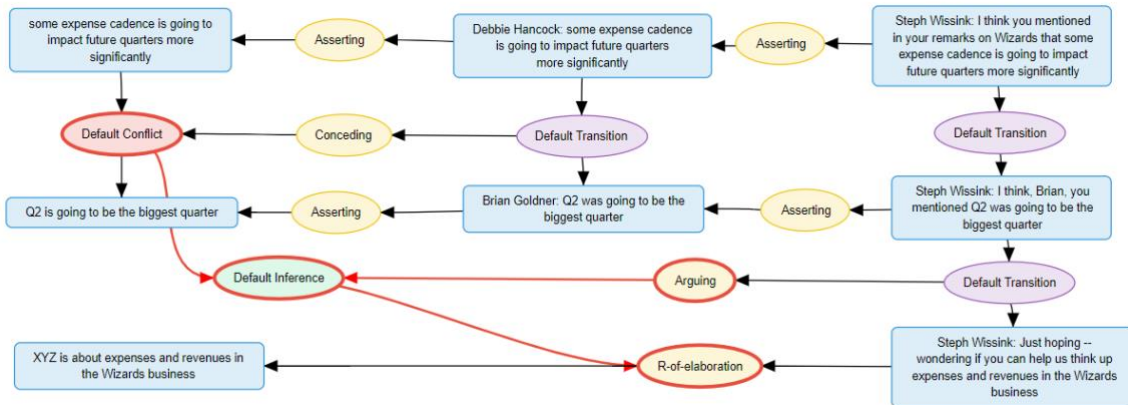 some expense cadence is going to
impact future quarters more
significantly
Asserting
Debbie Hancock: some expense cadence
is going to impact future quarters
more significantly
Asserting
Steph Wissink: I think you mentioned
in your remarks on Wizards that some
expense cadence is going to impact
future quarters more significantly
Default Conflict
Conceding
Default Transition
Default Transition
Q2 is going to be the biggest quarter
Asserting
Brian Goldner: Q2 was going to be the
biggest quarter
Asserting
Steph Wissink: I think, Brian, you
mentioned Q2 was going to be the
biggest quarter
Default Inference
Arguing
Default Transition
XYZ is about expenses and revenues in
the Wizards business
R-of-elaboration
Steph Wissink: Just hoping --
wondering if you can help us think up
expenses and revenues in the Wizards
business